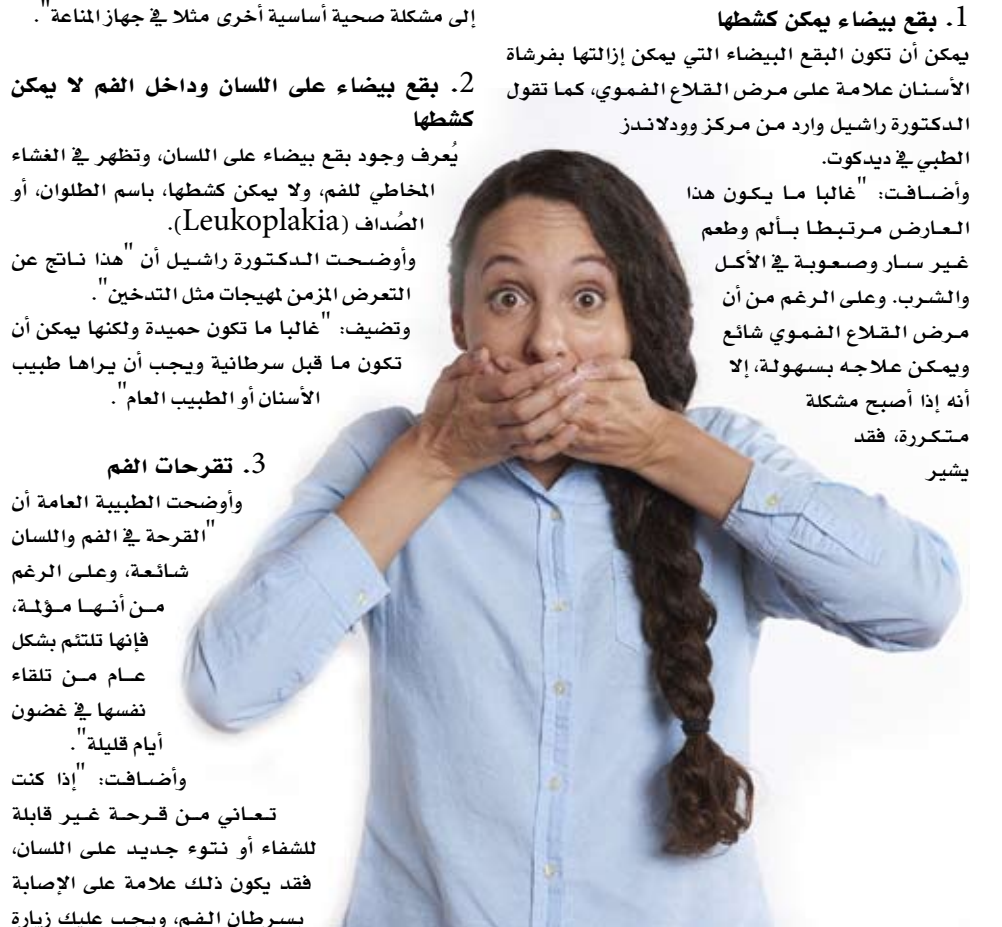 1. بقع بيضاء يمكن كشطها
يمكن أن تكون البقع البيضاء التي يمكن إزالتها بفرشاة
الأسنان علامة على مرض القلاع الفموي، كما تقول
الدكتورة راشيل وارد من مركز وودلاندز
الطبي في ديدكوت.
وأضافت: "غالبا ما يكون هذا
العارض مرتبطا بألم وطعم
غير سار وصعوبة في الأكل
والشرب. وعلى الرغم من أن
مرض القلاع الفموي شائع
ويمكن علاجه بسهولة، إلا
أنه إذا أصبح مشكلة
متكررة، فقد
يشير
إلى مشكلة صحية أساسية أخرى مثلا في جهاز المناعة".
2. بقع بيضاء على اللسان وداخل الفم لا يمكن
كشطها
يُعرف وجود بقع بيضاء على اللسان، وتظهر في الغشاء
المخاطي للفم، ولا يمكن كشطها، باسم الطلوان، أو
الصُداف (Leukoplakia).
وأوضحت الدكتورة راشيل أن "هذا ناتج عن
التعرض المزمن لمهيجات مثل التدخين".
وتضيف: "غالبا ما تكون حميدة ولكنها يمكن أن
تكون ما قبل سرطانية ويجب أن يراها طبيب
الأسنان أو الطبيب العام".
3. تقرحات الفم
وأوضحت الطبيبة العامة أن
"القرحة في الفم واللسان
شائعة، وعلى الرغم
من أنها مؤلمة،
فإنها تلتئم بشكل
عام من تلقاء
نفسها في غضون
أيام قليلة".
وأضافت: "إذا كنت
تعاني من قرحة غير قابلة
للشفاء أو نتوء جديد على اللسان،
فقد يكون ذلك علامة على الإصابة
بسرطان الفم، ويجب عليك زيارة